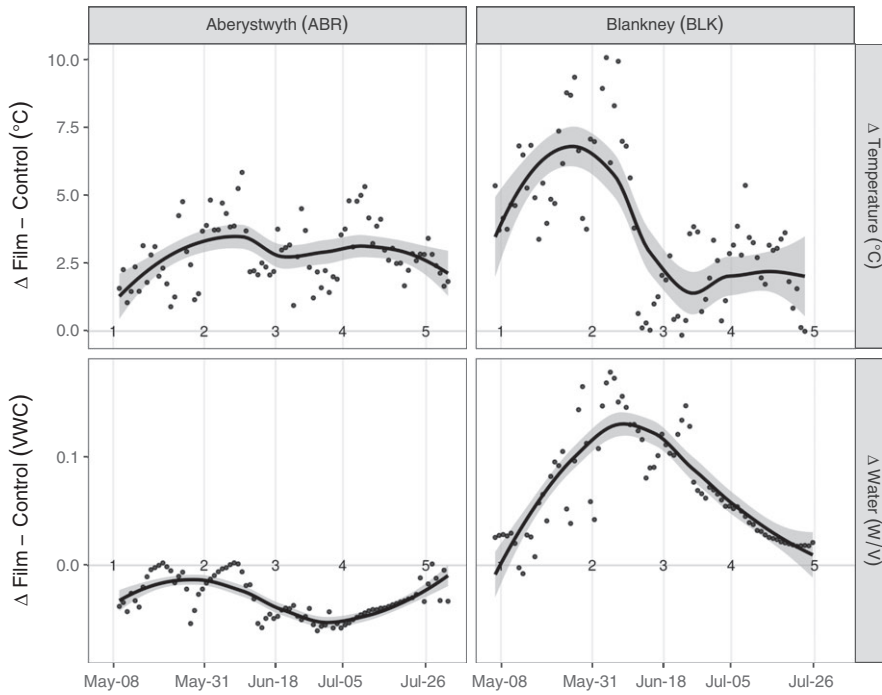 Aberystwyth (ABR)
Blankney (BLK)
Δ Film – Control (°C)
10.0
7.5
5.0
2.5
0.0
1 2 3 4 5
1 2 3 4 5
Δ Temperature (°C)
Δ Film – Control (VWC)
0.1
0.0
1 2 3 4 5
1 2 3 4 5
Δ Water (W/V)
May-08 May-31 Jun-18 Jul-05 Jul-26
May-08 May-31 Jun-18 Jul-05 Jul-26